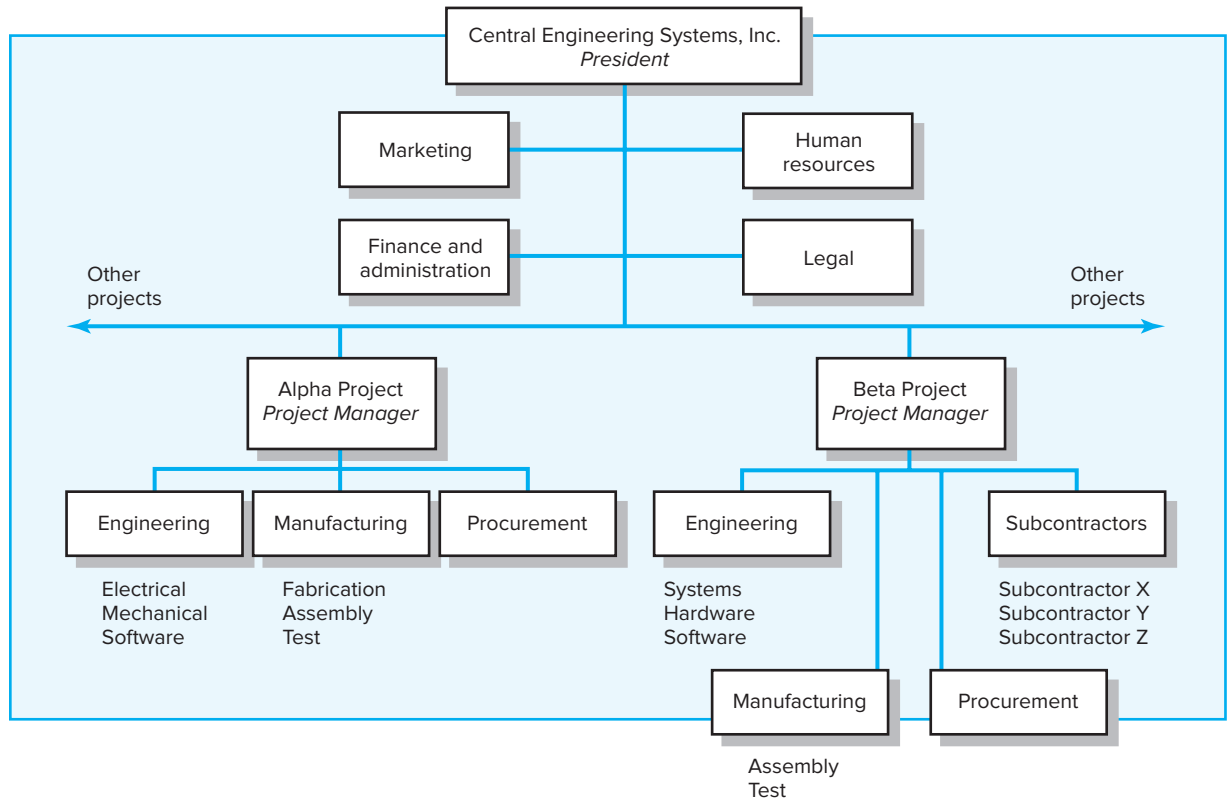 Central Engineering Systems, Inc.
President
Marketing
Human
resources
Finance and
administration
Legal
Other
projects
Other
projects
Alpha Project
Project Manager
Beta Project
Project Manager
Engineering
Manufacturing
Procurement
Engineering
Subcontractors
Electrical
Mechanical
Software
Fabrication
Assembly
Test
Systems
Hardware
Software
Subcontractor X
Subcontractor Y
Subcontractor Z
Manufacturing
Procurement
Assembly
Test